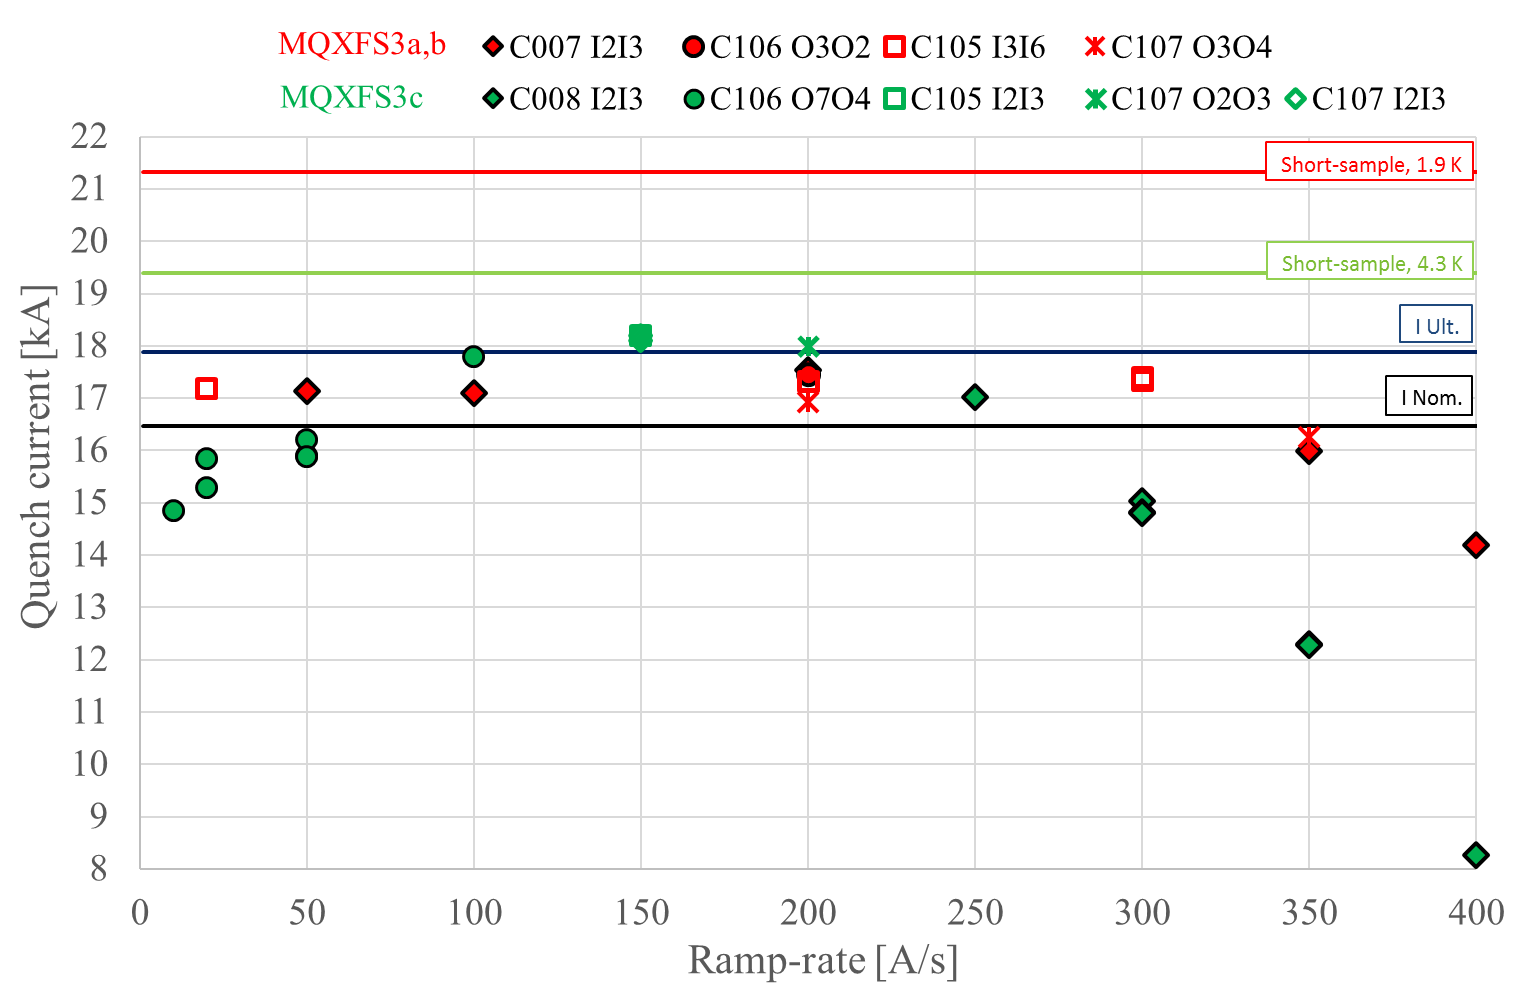 MQXFS3a,b C007 I2I3 C106 O3O2 C105 I3I6 C107 O3O4
MQXFS3c C008 I2I3 C106 O7O4 C105 I2I3 C107 O2O3 C107 I2I3
22
21
20
19
18
17
16
15
14
13
12
11
10
9
8
Quench current [kA]
Short-sample, 1.9 K
Short-sample, 4.3 K
I Ult.
I Nom.
0 50 100 150 200 250 300 350 400
Ramp-rate [A/s]